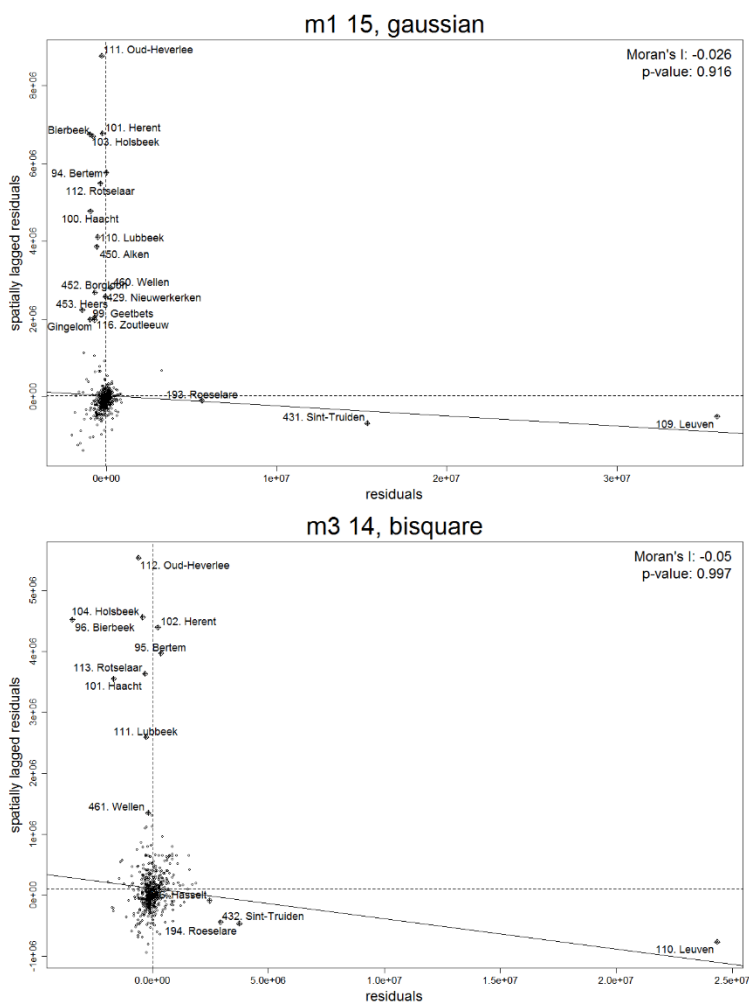 m1 15, gaussian
Moran's I: -0.026
p-value: 0.916
111. Oud-Heverlee
Bierbeek
101. Herent
103. Holsbeek
94. Bertem
112. Rotselaar
100. Haacht
110. Lubbeek
450. Alken
452. Borgloon
460. Wellen
429. Nieuwerkerken
453. Heers
99. Geetbets
Gingelom
116. Zoutleeuw
193. Roeselare
431. Sint-Truiden
109. Leuven
spatially lagged residuals
0e+00
2e+06
4e+06
6e+06
8e+06
0e+00
1e+07
2e+07
3e+07
residuals
m3 14, bisquare
Moran's I: -0.05
p-value: 0.997
112. Oud-Heverlee
104. Holsbeek
96. Bierbeek
102. Herent
95. Bertem
113. Rotselaar
101. Haacht
111. Lubbeek
461. Wellen
Hasselt
432. Sint-Truiden
194. Roeselare
110. Leuven
spatially lagged residuals
-1e+06
0e+00
1e+06
2e+06
3e+06
4e+06
5e+06
0.0e+00
5.0e+06
1.0e+07
1.5e+07
2.0e+07
2.5e+07
residuals